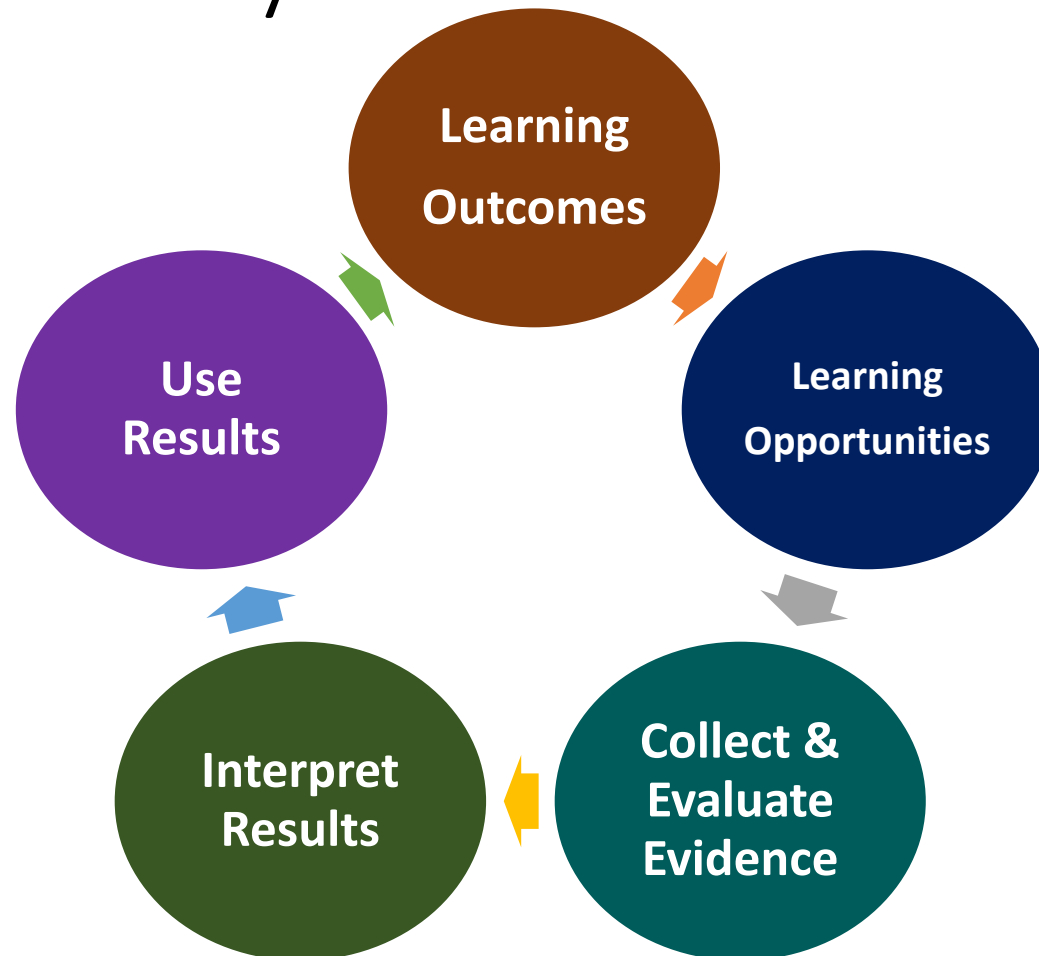 Learning
Outcomes
Learning
Opportunities
Collect &
Evaluate
Evidence
Interpret
Results
Use
Results